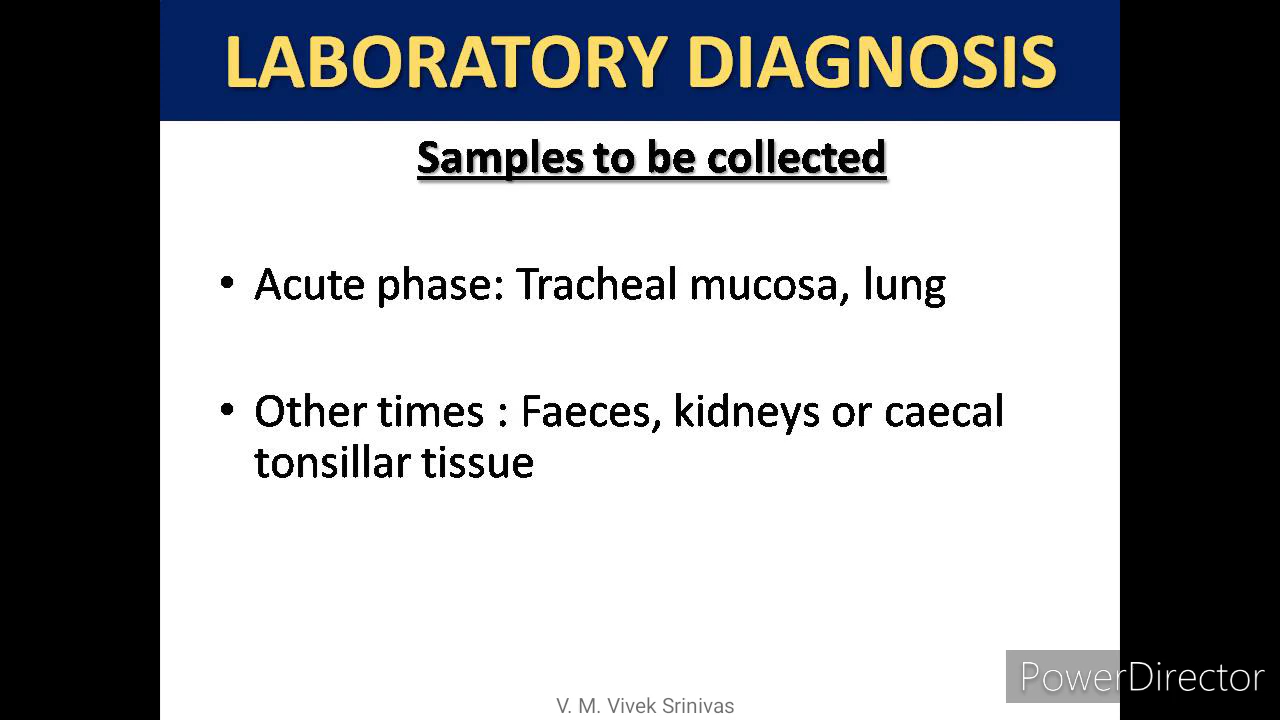 LABORATORY DIAGNOSIS
Samples to be collected
• Acute phase: Tracheal mucosa, lung
• Other times : Faeces, kidneys or caecal
tonsillar tissue
PowerDirector
V. M. Vivek Srinivas